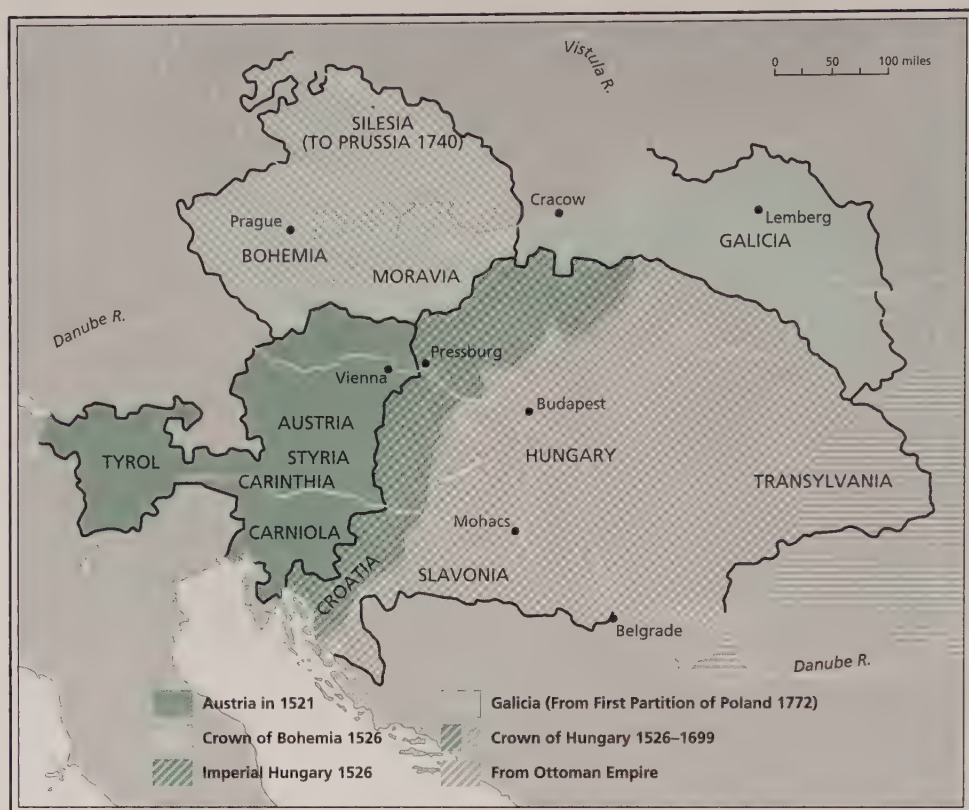 Vistula R.
0 50 100 miles
SILESIA
(TO PRUSSIA 1740)
Cracow
Lemberg
Prague
GALICIA
BOHEMIA
MORAVIA
Danube R.
Pressburg
Vienna
Budapest
AUSTRIA
HUNGARY
TYROL
STYRIA
CARINTHIA
TRANSYLVANIA
Mohacs
CARNIOLA
CROATIA
SLAVONIA
Belgrade
Danube R.
Austria in 1521
Crown of Bohemia 1526
Imperial Hungary 1526
Galicia (From First Partition of Poland 1772)
Crown of Hungary 1526–1699
From Ottoman Empire